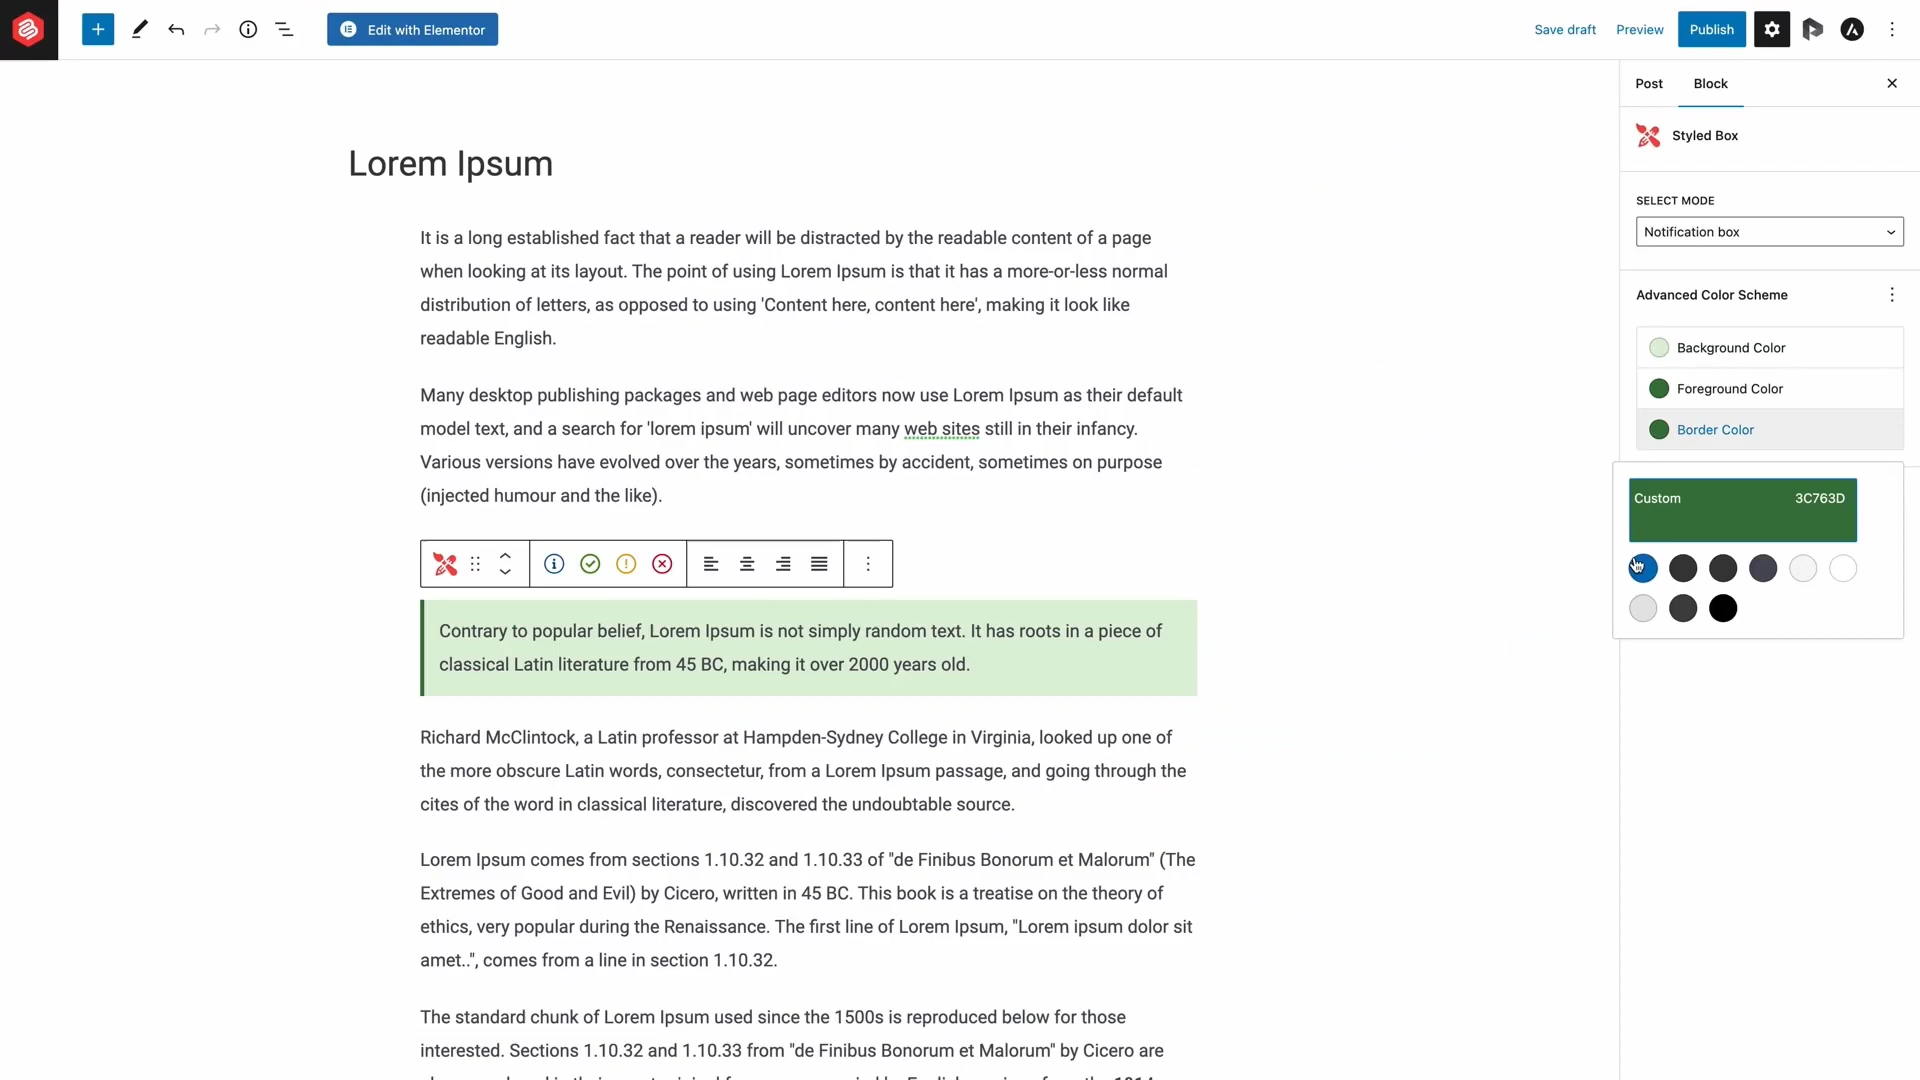 Edit with Elementor
Save draft
Preview
Publish
Post
Block
Styled Box
SELECT MODE
Notification box
Advanced Color Scheme
Background Color
Foreground Color
Border Color
Custom
3C763D
Lorem Ipsum
It is a long established fact that a reader will be distracted by the readable content of a page
when looking at its layout. The point of using Lorem Ipsum is that it has a more-or-less normal
distribution of letters, as opposed to using 'Content here, content here', making it look like
readable English.
Many desktop publishing packages and web page editors now use Lorem Ipsum as their default
model text, and a search for 'lorem ipsum' will uncover many web sites still in their infancy.
Various versions have evolved over the years, sometimes by accident, sometimes on purpose
(injected humour and the like).
Contrary to popular belief, Lorem Ipsum is not simply random text. It has roots in a piece of
classical Latin literature from 45 BC, making it over 2000 years old.
Richard McClintock, a Latin professor at Hampden-Sydney College in Virginia, looked up one of
the more obscure Latin words, consectetur, from a Lorem Ipsum passage, and going through the
cites of the word in classical literature, discovered the undoubtable source.
Lorem Ipsum comes from sections 1.10.32 and 1.10.33 of "de Finibus Bonorum et Malorum" (The
Extremes of Good and Evil) by Cicero, written in 45 BC. This book is a treatise on the theory of
ethics, very popular during the Renaissance. The first line of Lorem Ipsum, "Lorem ipsum dolor sit
amet..", comes from a line in section 1.10.32.
The standard chunk of Lorem Ipsum used since the 1500s is reproduced below for those
interested. Sections 1.10.32 and 1.10.33 from "de Finibus Bonorum et Malorum" by Cicero are